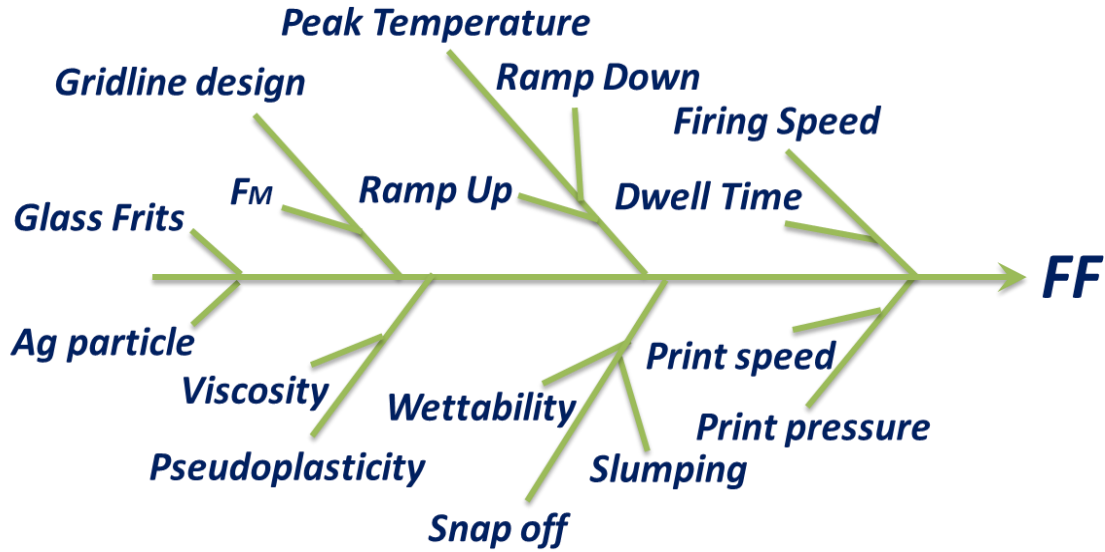 Peak Temperature
Ramp Down
Gridline design
Firing Speed
FM
Ramp Up
Dwell Time
Glass Frits
FF
Ag particle
Print speed
Viscosity
Wettability
Print pressure
Pseudoplasticity
Slumping
Snap off